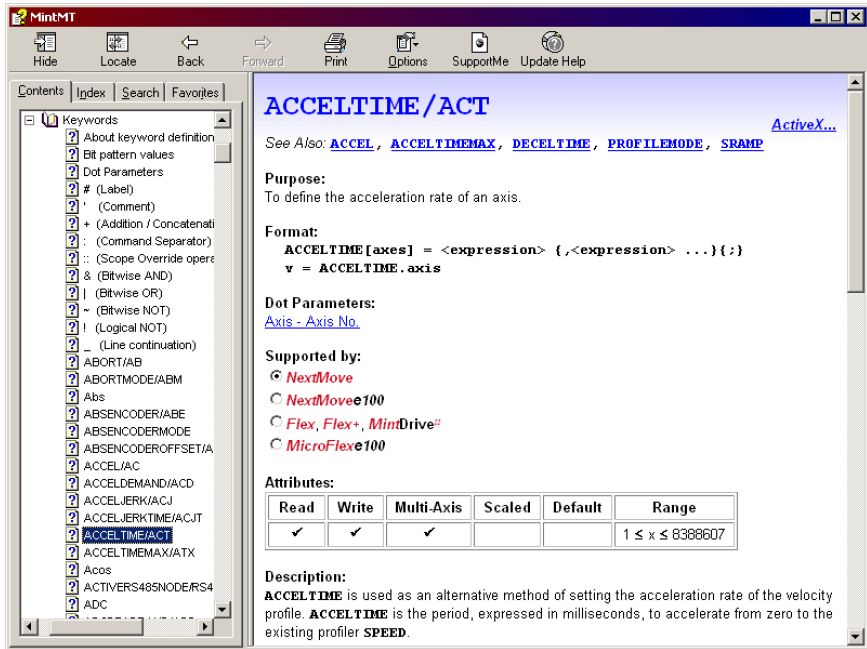 MintMT
Hide Locate Back Forward Print Options SupportMe Update Help
Contents Index Search Favorites
Keywords
About keyword definition
Bit pattern values
Dot Parameters
# (Label)
' (Comment)
+ (Addition / Concatenati
: (Command Separator)
:: (Scope Override opera
& (Bitwise AND)
| (Bitwise OR)
~ (Bitwise NOT)
! (Logical NOT)
_ (Line continuation)
ABORT/AB
ABORTMODE/ABM
Abs
ABSENCODER/ABE
ABSENCODERMODE
ABSENCODEROFFSET/A
ACCEL/AC
ACCELDEMAND/ACD
ACCELJERK/ACJ
ACCELJERKTIME/ACJT
ACCELTIME/ACT
ACCELTIMEMAX/ATX
Acos
ACTIVERS485NODE/RS4
ADC
ACCELTIME/ACT
ActiveX...
See Also: ACCEL, ACCELTIMEMAX, DECELTIME, PROFILEMODE, SRAMP
Purpose:
To define the acceleration rate of an axis.
Format:
ACCELTIME[axes] = <expression> {,<expression> ...}{;}
v = ACCELTIME.axis
Dot Parameters:
Axis - Axis No.
Supported by:
NextMove
NextMovee100
Flex, Flex+, MintDriveII
MicroFlexe100
Attributes:
Read Write Multi-Axis Scaled Default Range
✓ ✓ ✓ 1 ≤ x ≤ 8388607
Description:
ACCELTIME is used as an alternative method of setting the acceleration rate of the velocity
profile. ACCELTIME is the period, expressed in milliseconds, to accelerate from zero to the
existing profiler SPEED.